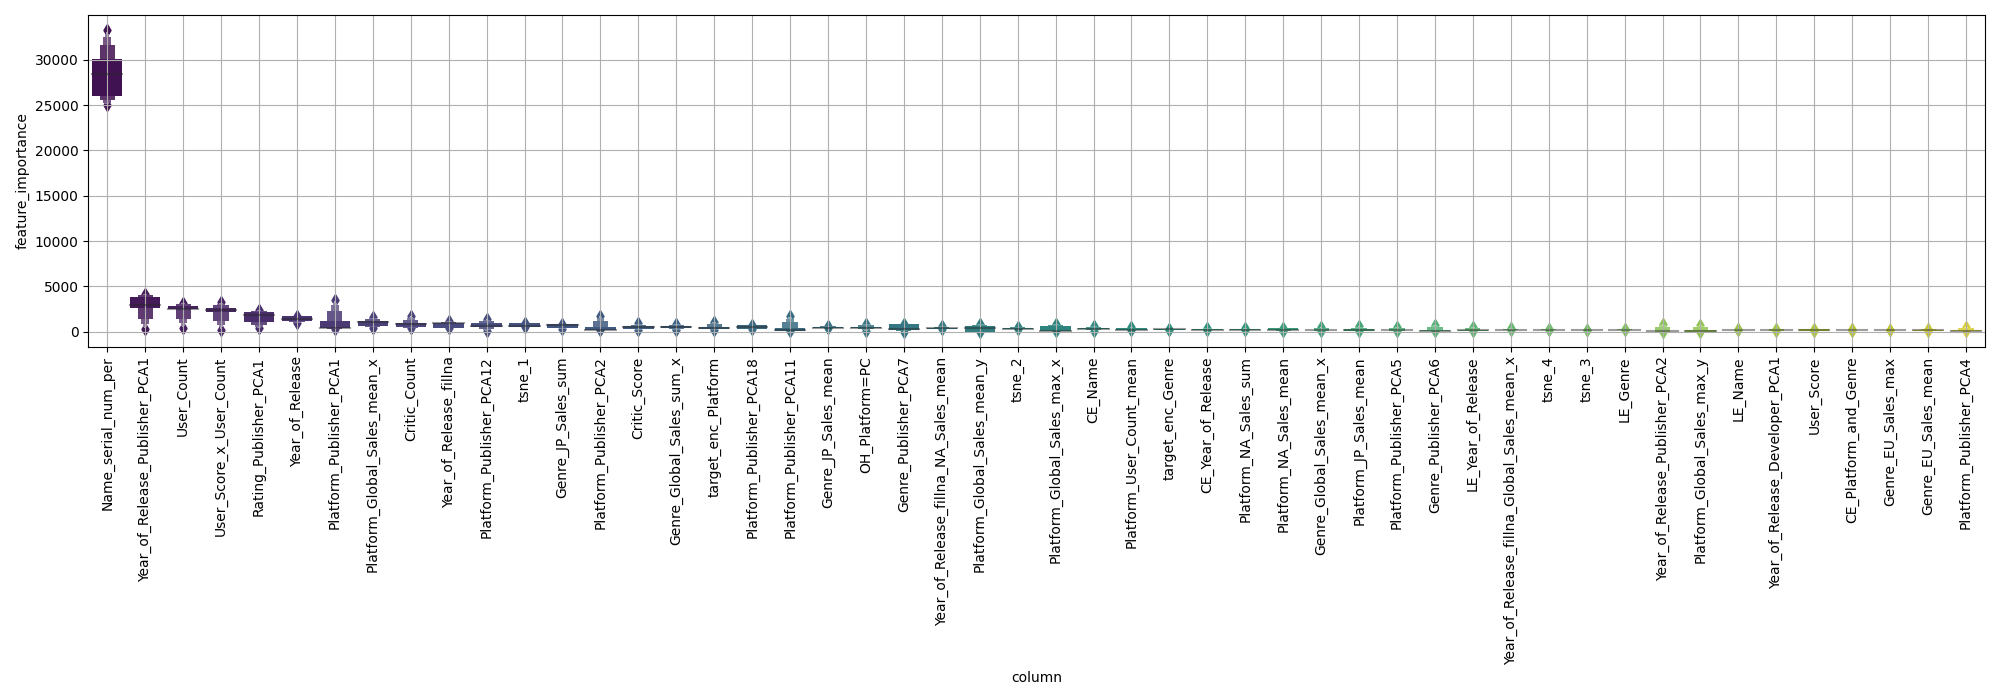 feature_importance
30000
25000
20000
15000
10000
5000
0
Name_serial_num_per
Year_of_Release_Publisher_PCA1
User_Count
User_Score_x_User_Count
Rating_Publisher_PCA1
Year_of_Release
Platform_Publisher_PCA1
Platform_Global_Sales_mean_x
Critic_Count
Year_of_Release_fillna
Platform_Publisher_PCA12
tsne_1
Genre_JP_Sales_sum
Platform_Publisher_PCA2
Critic_Score
Genre_Global_Sales_sum_x
target_enc_Platform
Platform_Publisher_PCA18
Platform_Publisher_PCA11
Genre_JP_Sales_mean
OH_Platform=PC
Genre_Publisher_PCA7
Year_of_Release_fillna_NA_Sales_mean
Platform_Global_Sales_mean_y
tsne_2
Platform_Global_Sales_max_x
CE_Name
Platform_User_Count_mean
target_enc_Genre
CE_Year_of_Release
Platform_NA_Sales_sum
Platform_NA_Sales_mean
Genre_Global_Sales_mean_x
Platform_JP_Sales_mean
Platform_Publisher_PCA5
Genre_Publisher_PCA6
LE_Year_of_Release
Year_of_Release_fillna_Global_Sales_mean_x
tsne_4
tsne_3
LE_Genre
Year_of_Release_Publisher_PCA2
Platform_Global_Sales_max_y
LE_Name
Year_of_Release_Developer_PCA1
User_Score
CE_Platform_and_Genre
Genre_EU_Sales_max
Genre_EU_Sales_mean
Platform_Publisher_PCA4
column